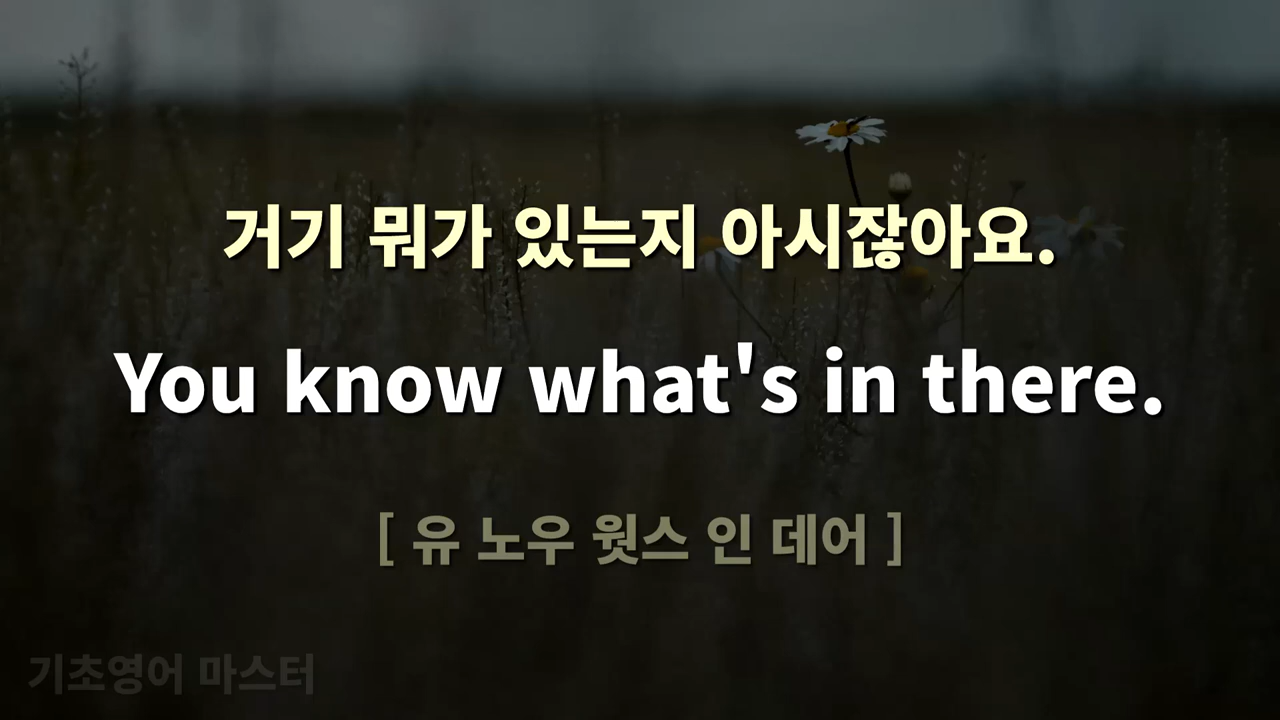 거기 뭐가 있는지 아시잖아요.
You know what's in there.
[ 유 노우 왓스 인 데어 ]
기초영어 마스터